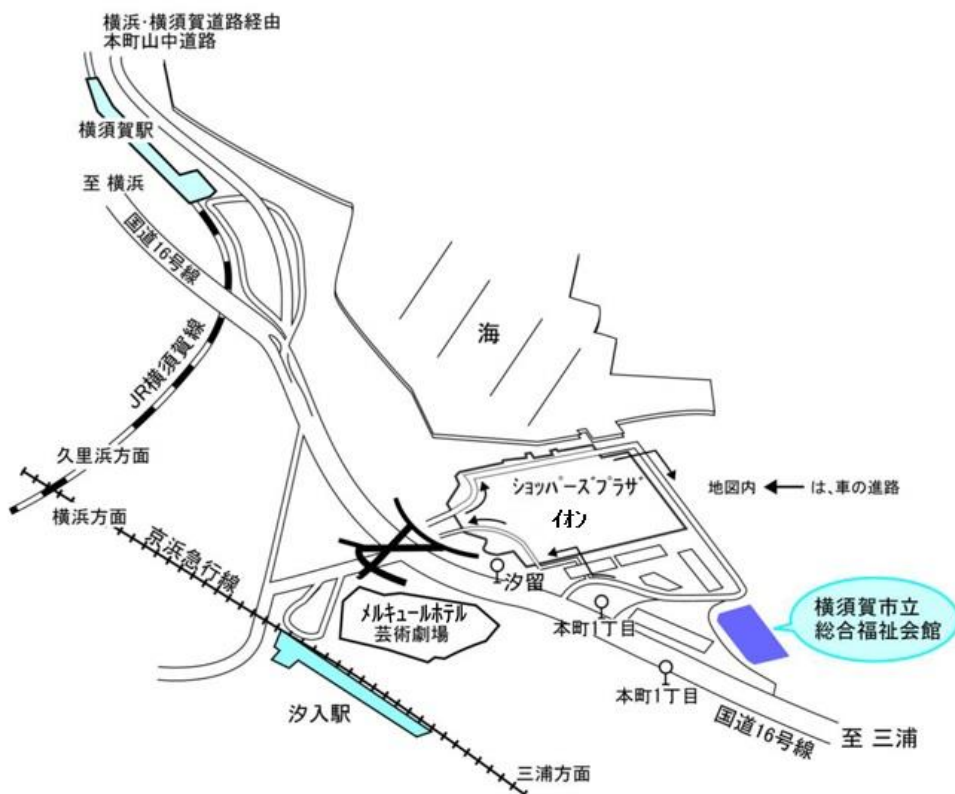 横浜・横須賀道路経由
本町山中道路
横須賀駅
至 横浜
国道16号線
JR横須賀線
久里浜方面
横浜方面
京浜急行線
海
ショッパーズプラザ
イオン
地図内 ← は、車の進路
汐留
本町1丁目
メルキュールホテル
芸術劇場
横須賀市立
総合福祉会館
本町1丁目
汐入駅
国道16号線
至 三浦
三浦方面